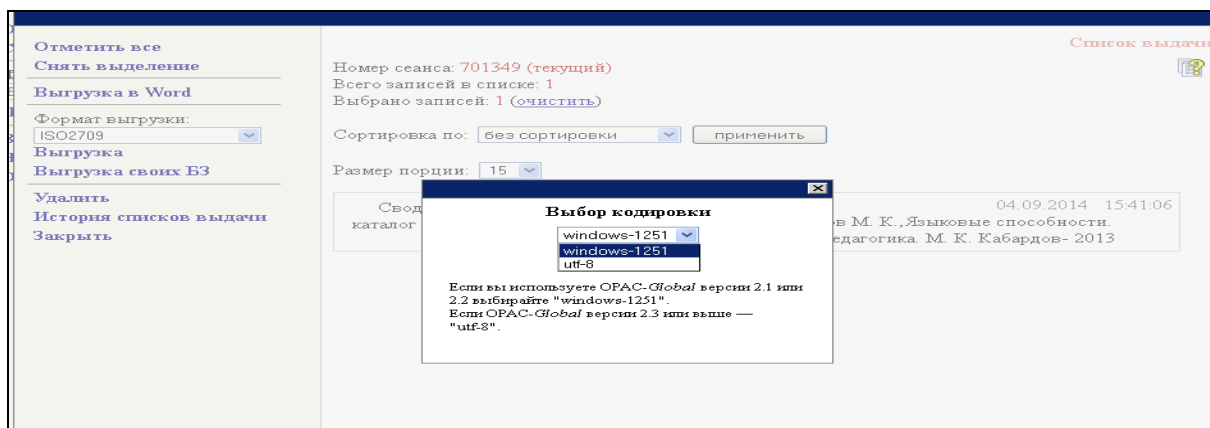 Отметить все
Снять выделение
Выгрузка в Word
Формат выгрузки:
ISO2709
Выгрузка
Выгрузка своих БЗ
Удалить
История списков выдачи
Закрыть
Список выдачи
Номер сеанса: 701349 (текущий)
Всего записей в списке: 1
Выбрано записей: 1 (очистить)
Сортировка по: без сортировки применить
Размер порции: 15
Свод
каталог
04.09.2014 15:41:06
в М. К.,Языковые способности.
едагогика. М. К. Кабардов- 2013
Выбор кодировки
windows-1251
windows-1251
utf-8
Если вы используете OPAC-Global версии 2.1 или
2.2 выбирайте "windows-1251".
Если OPAC-Global версии 2.3 или выше —
"utf-8".